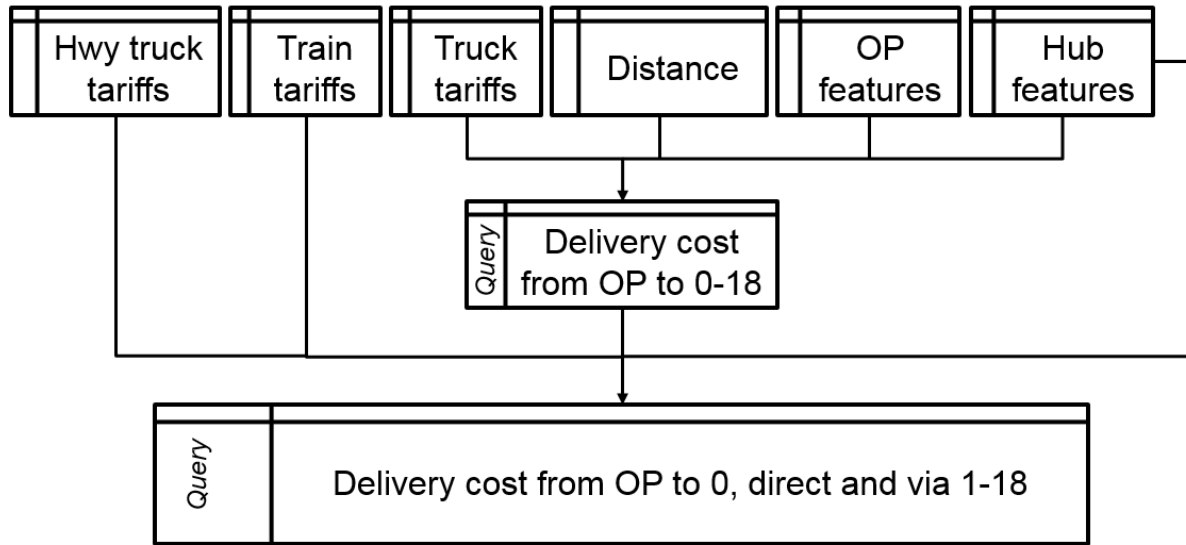 Hwy truck
tariffs
Train
tariffs
Truck
tariffs
Distance
OP
features
Hub
features
Query
Delivery cost
from OP to 0-18
Query
Delivery cost from OP to 0, direct and via 1-18